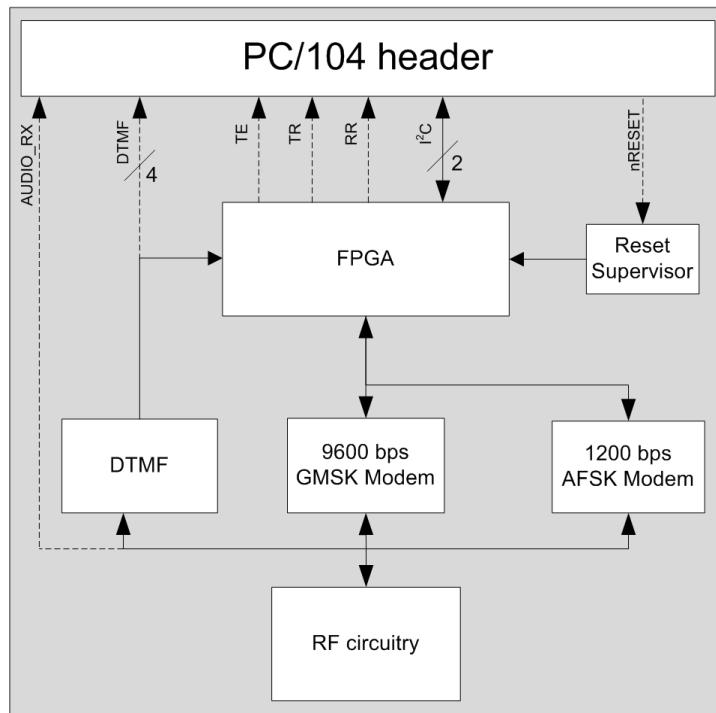 PC/104 header
AUDIO_RX
DTMF
4
TE
TR
RR
I²C
2
nRESET
FPGA
Reset
Supervisor
DTMF
9600 bps
GMSK Modem
1200 bps
AFSK Modem
RF circuitry